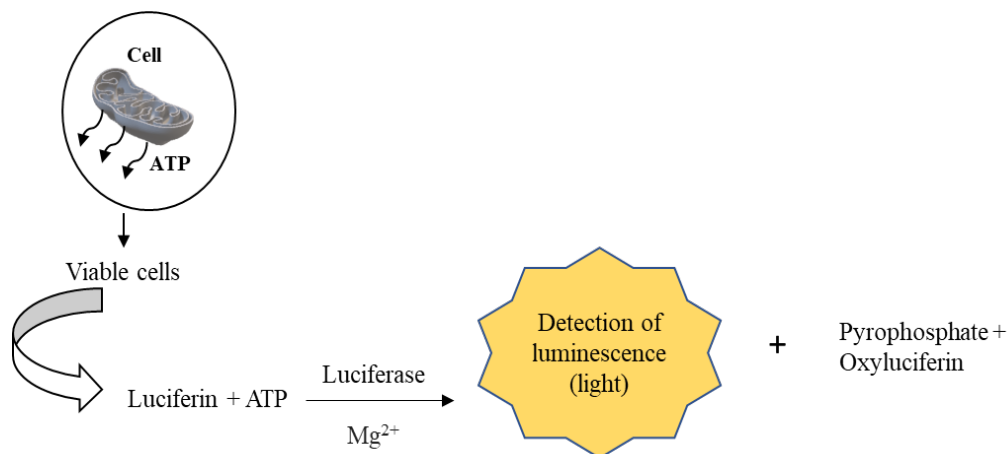 Cell
ATP
Viable cells
Luciferin + ATP
Luciferase
Mg²⁺
Detection of
luminescence
(light)
+
Pyrophosphate +
Oxyluciferin